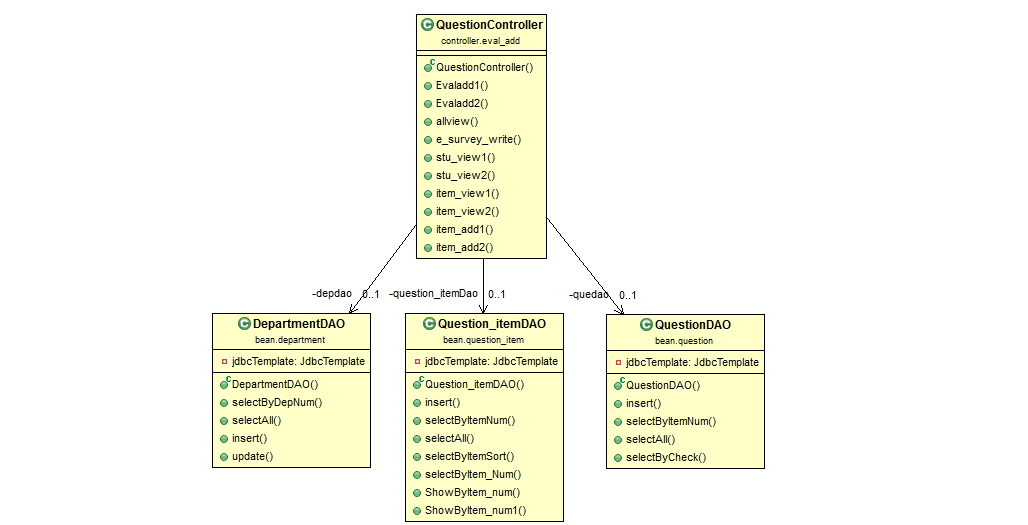 QuestionController
controller.eval_add
QuestionController()
Evaladd1()
Evaladd2()
allview()
e_survey_write()
stu_view1()
stu_view2()
item_view1()
item_view2()
item_add1()
item_add2()
-depdao 0..1
-question_itemDao 0..1
-quedao 0..1
DepartmentDAO
bean.department
jdbcTemplate: JdbcTemplate
DepartmentDAO()
selectByDepNum()
selectAll()
insert()
update()
Question_itemDAO
bean.question_item
jdbcTemplate: JdbcTemplate
Question_itemDAO()
insert()
selectByItemNum()
selectAll()
selectByItemSort()
selectByItem_Num()
ShowByItem_num()
ShowByItem_num1()
QuestionDAO
bean.question
jdbcTemplate: JdbcTemplate
QuestionDAO()
insert()
selectByItemNum()
selectAll()
selectByCheck()